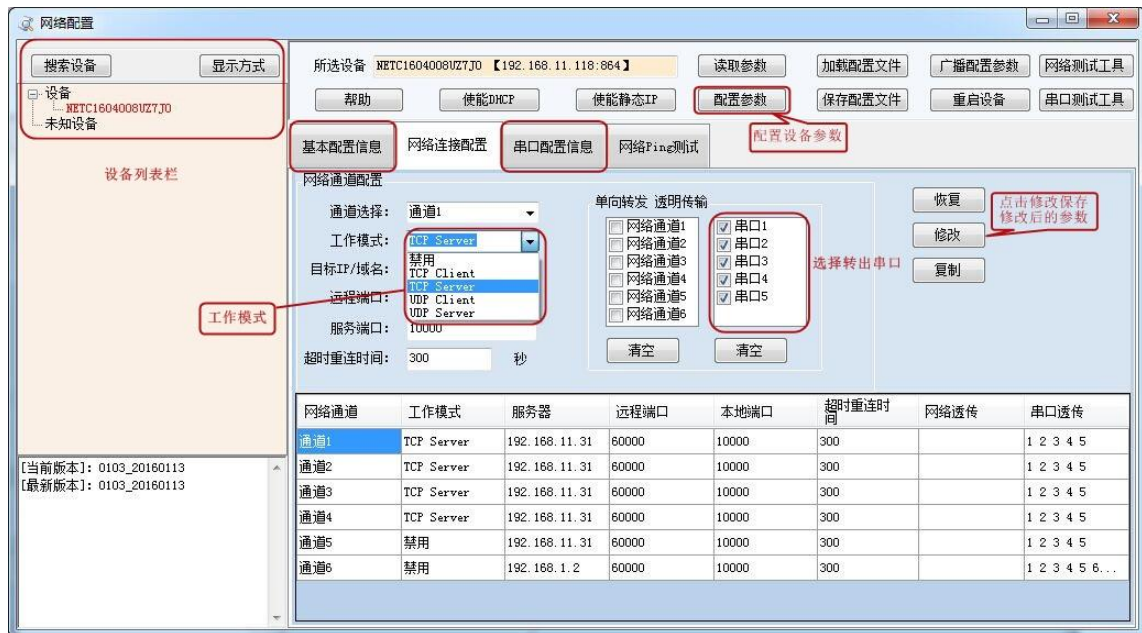 网络配置
搜索设备 显示方式
设备
NETC1604008UZ7J0
未知设备
设备列表栏
所选设备 NETC1604008UZ7J0 【192.168.11.118:864】 读取参数 加载配置文件 广播配置参数 网络测试工具
帮助 使能DHCP 使能静态IP 配置参数 保存配置文件 重启设备 串口测试工具
配置设备参数
基本配置信息 网络连接配置 串口配置信息 网络Ping测试
网络通道配置
通道选择： 通道1
工作模式： TCP Server
禁用
TCP Client
TCP Server
UDP Client
UDP Server
目标IP/域名：
远程端口：
服务端口： 10000
超时重连时间： 300 秒
工作模式
单向转发 透明传输
网络通道1
网络通道2
网络通道3
网络通道4
网络通道5
网络通道6
清空
串口1
串口2
串口3
串口4
串口5
清空
选择转出串口
恢复
修改
复制
点击修改保存
修改后的参数
网络通道 工作模式 服务器 远程端口 本地端口 超时重连时间 网络透传 串口透传
通道1 TCP Server 192.168.11.31 60000 10000 300 1 2 3 4 5
通道2 TCP Server 192.168.11.31 60000 10000 300 1 2 3 4 5
通道3 TCP Server 192.168.11.31 60000 10000 300 1 2 3 4 5
通道4 TCP Server 192.168.11.31 60000 10000 300 1 2 3 4 5
通道5 禁用 192.168.11.31 60000 10000 300 1 2 3 4 5
通道6 禁用 192.168.1.2 60000 10000 300 1 2 3 4 5 6...
[当前版本]: 0103_20160113
[最新版本]: 0103_20160113